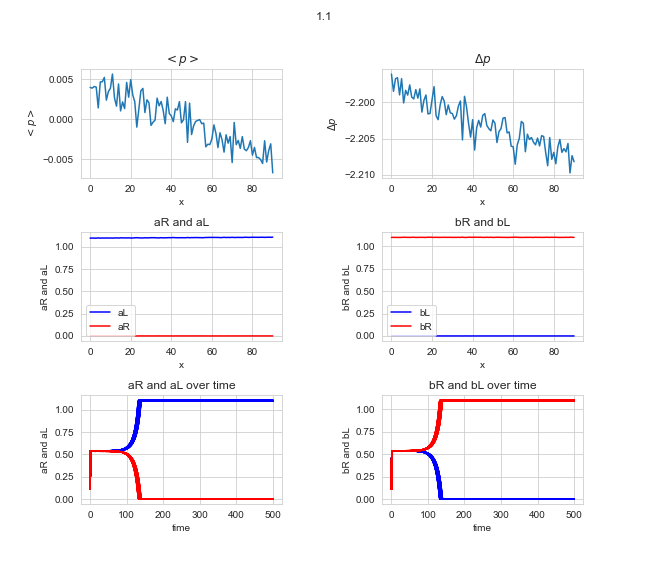 1.1
< p >
Δp
0.005
0.000
−0.005
< p >
0 20 40 60 80
x
−2.200
−2.205
−2.210
Δp
0 20 40 60 80
x
aR and aL
bR and bL
1.00
0.75
0.50
0.25
0.00
aR and aL
aL
aR
0 20 40 60 80
x
1.00
0.75
0.50
0.25
0.00
bR and bL
bL
bR
0 20 40 60 80
x
aR and aL over time
bR and bL over time
1.00
0.75
0.50
0.25
0.00
aR and aL
0 100 200 300 400 500
time
1.00
0.75
0.50
0.25
0.00
bR and bL
0 100 200 300 400 500
time